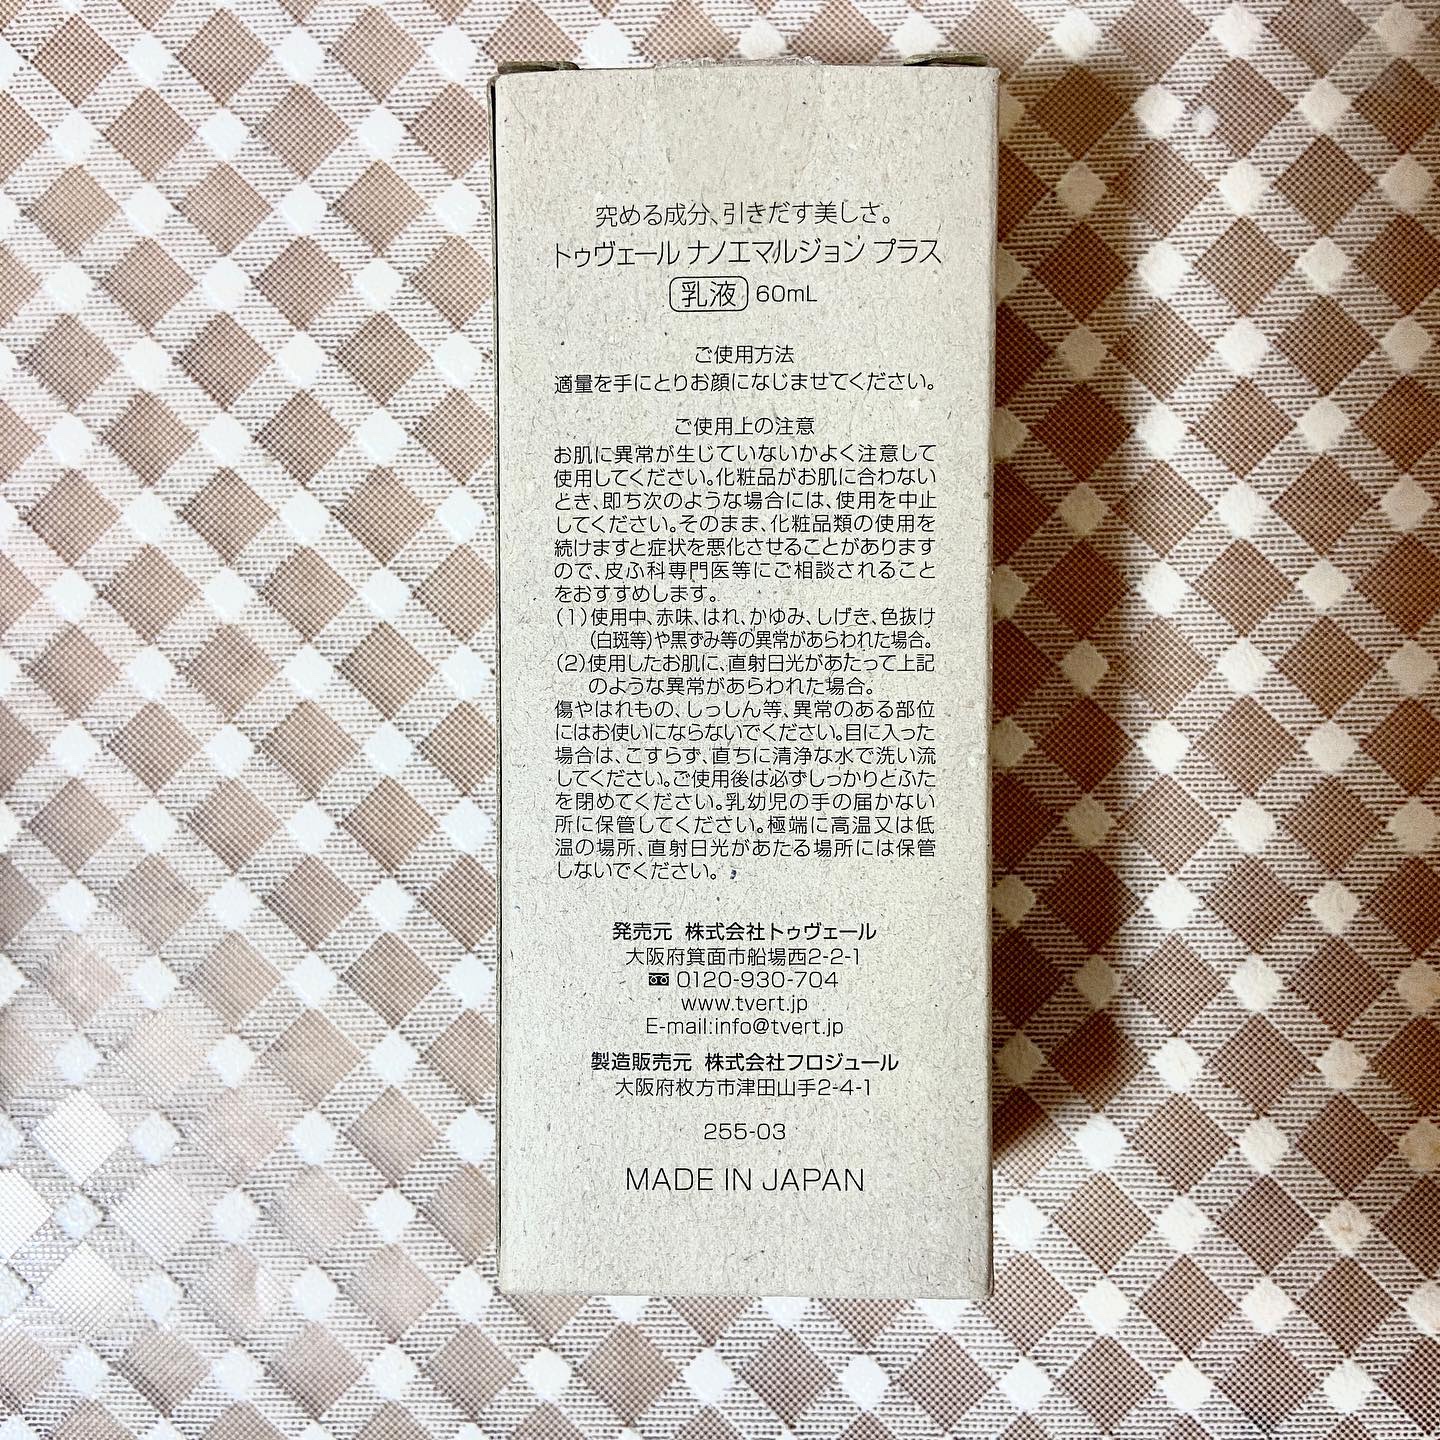 究める成分、引きだす美しさ。
トゥヴェール ナノエマルジョン プラス
乳液 60mL
ご使用方法
適量を手にとりお顔になじませてください。
ご使用上の注意
お肌に異常が生じていないかよく注意して
使用してください。化粧品がお肌に合わない
とき、即ち次のような場合には、使用を中止
してください。そのまま、化粧品類の使用を
続けますと症状を悪化させることがあります
ので、皮ふ科専門医等にご相談されること
をおすすめします。
(1)使用中、赤味、はれ、かゆみ、しげき、色抜け
(白斑等)や黒ずみ等の異常があらわれた場合。
(2)使用したお肌に、直射日光があたって上記
のような異常があらわれた場合。
傷やはれもの、しっしん等、異常のある部位
にはお使いにならないでください。目に入った
場合は、こすらず、直ちに清浄な水で洗い流
してください。ご使用後は必ずしっかりとふた
を閉めてください。乳幼児の手の届かない
所に保管してください。極端に高温又は低
温の場所、直射日光があたる場所には保管
しないでください。
発売元 株式会社トゥヴェール
大阪府箕面市船場西2-2-1
0120-930-704
www.tvert.jp
E-mail:info@tvert.jp
製造販売元 株式会社フロジュール
大阪府枚方市津田山手2-4-1
255-03
MADE IN JAPAN